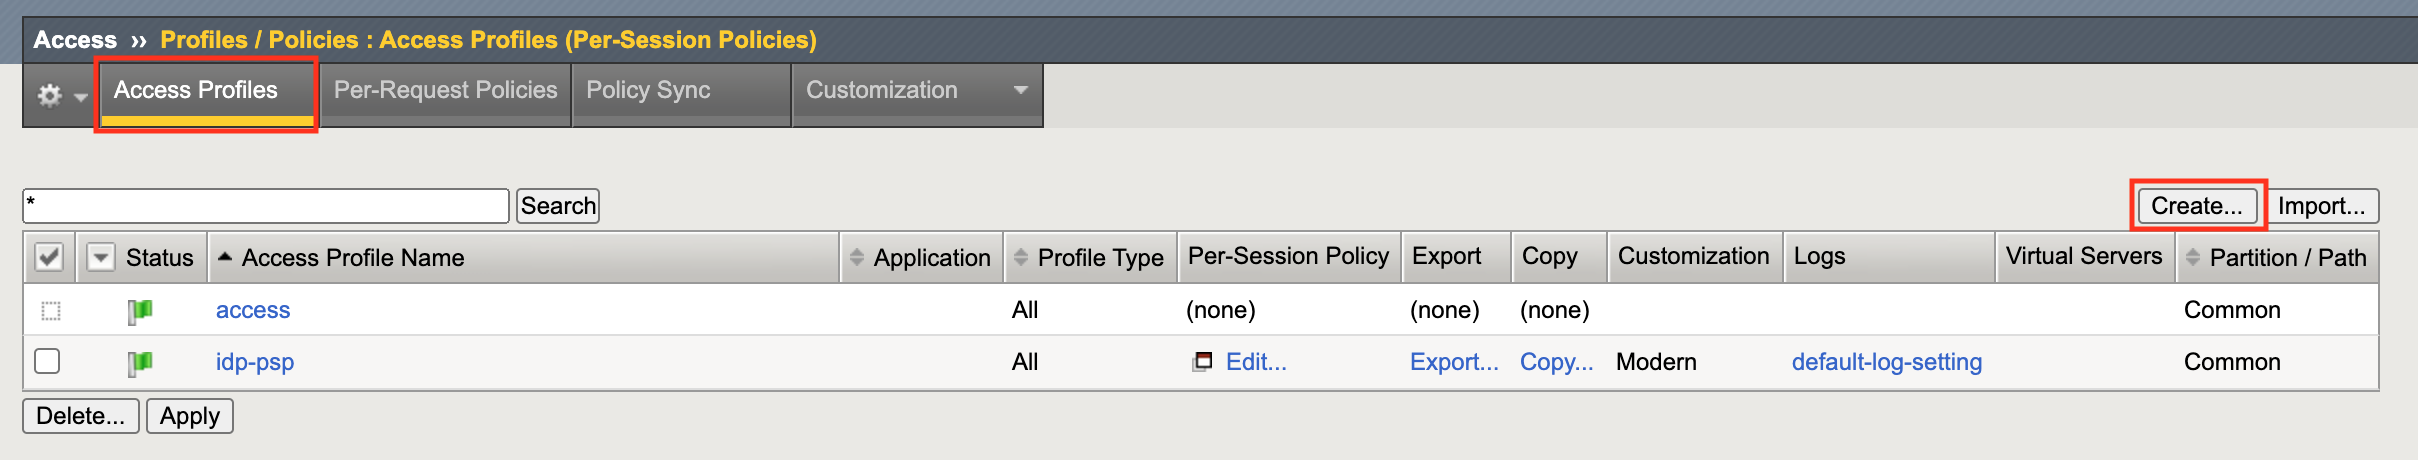 Access ›› Profiles / Policies : Access Profiles (Per-Session Policies)
Access Profiles Per-Request Policies Policy Sync Customization
* Search Create... Import...
Status Access Profile Name Application Profile Type Per-Session Policy Export Copy Customization Logs Virtual Servers Partition / Path
access All (none) (none) (none) Common
idp-psp All Edit... Export... Copy... Modern default-log-setting Common
Delete... Apply